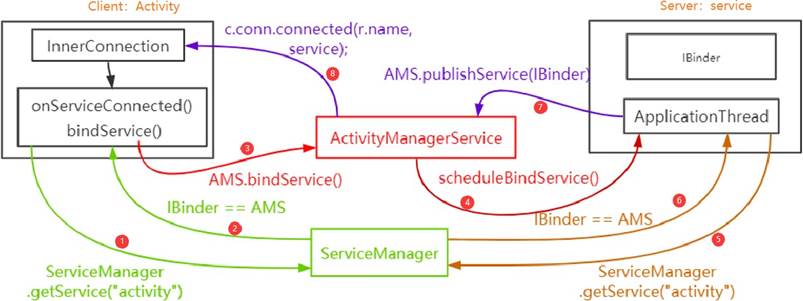 Client: Activity
Server: service
InnerConnection
c.conn.connected(r.name,
service);
8
IBinder
AMS.publishService(IBinder)
onServiceConnected()
bindService()
7
ApplicationThread
ActivityManagerService
3
AMS.bindService()
scheduleBindService()
4
6
IBinder == AMS
2
IBinder == AMS
1
5
ServiceManager
ServiceManager
.getService("activity")
ServiceManager
.getService("activity")